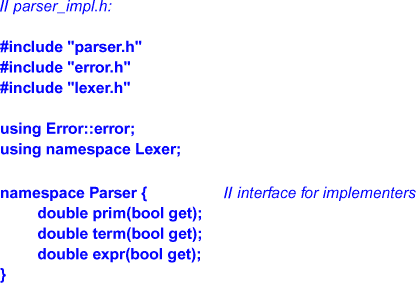 // parser_impl.h:
#include "parser.h"
#include "error.h"
#include "lexer.h"
using Error::error;
using namespace Lexer;
namespace Parser { // interface for implementers
double prim(bool get);
double term(bool get);
double expr(bool get);
}